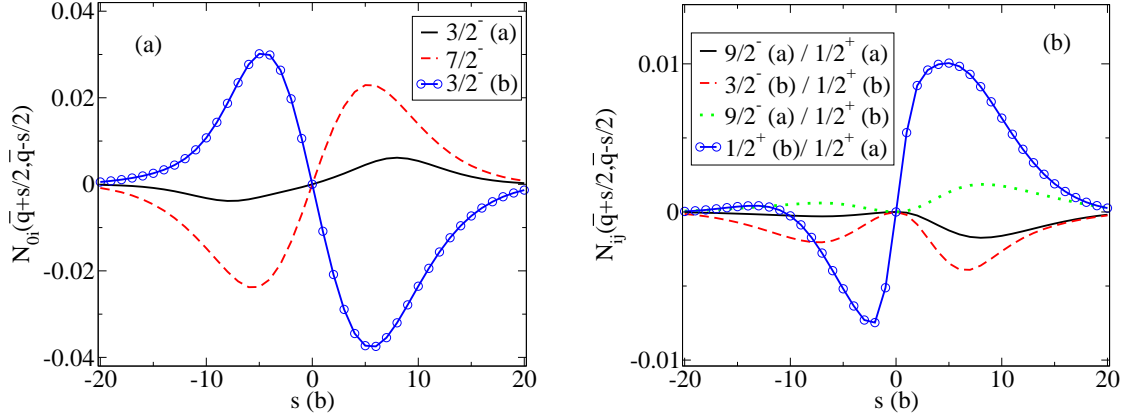 (a)
3/2⁻ (a)
7/2⁻
3/2⁻ (b)
0.04
0.02
0
-0.02
-0.04
-20
-10
0
10
20
s (b)
N₀ᵢ(q̅+s/2,q̅-s/2)
(b)
9/2⁻ (a) / 1/2⁺ (a)
3/2⁻ (b) / 1/2⁺ (b)
9/2⁻ (a) / 1/2⁺ (b)
1/2⁺ (b)/ 1/2⁺ (a)
0.01
0
-0.01
-20
-10
0
10
20
s (b)
Nᵢⱼ(q̅+s/2,q̅-s/2)